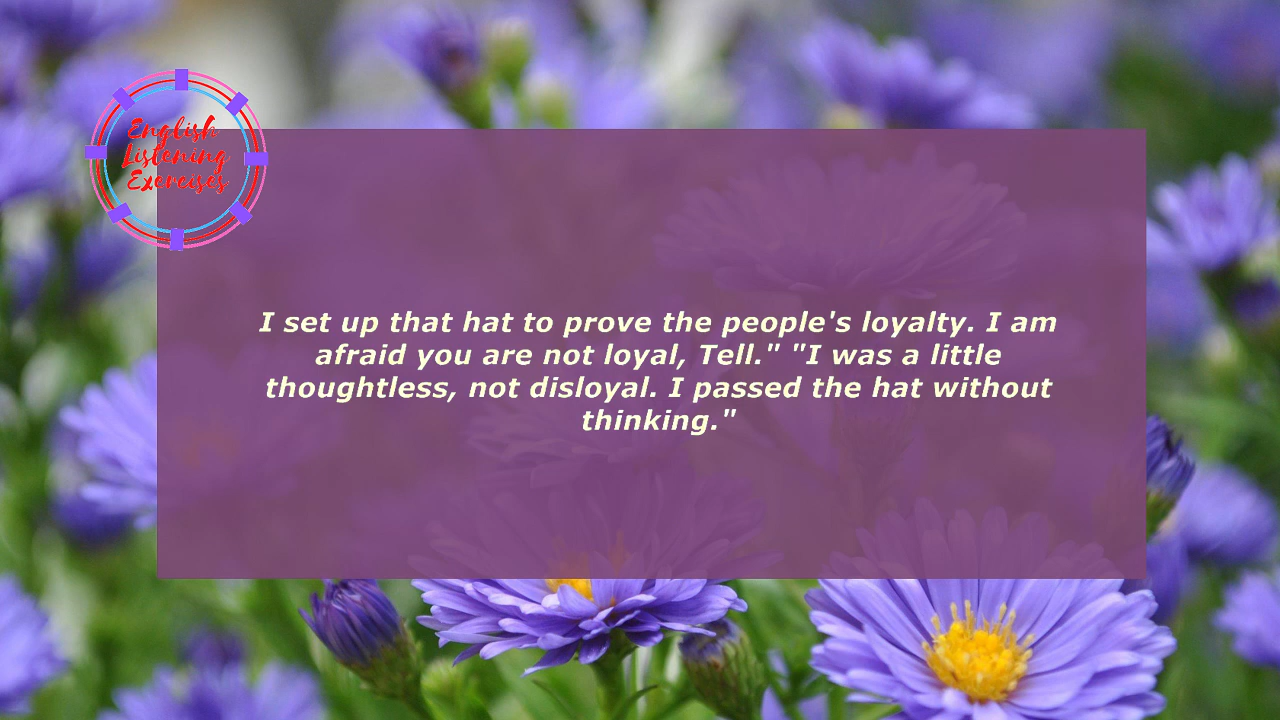 English
Listening
Exercises
I set up that hat to prove the people's loyalty. I am
afraid you are not loyal, Tell." "I was a little
thoughtless, not disloyal. I passed the hat without
thinking."